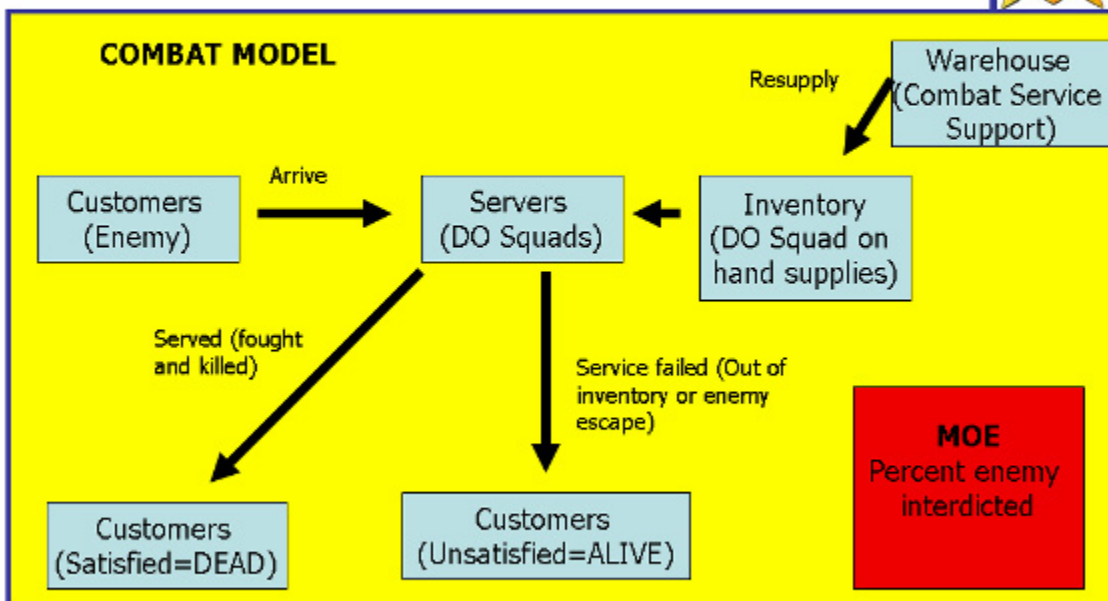 COMBAT MODEL
Warehouse
(Combat Service
Support)
Resupply
Arrive
Customers
(Enemy)
Servers
(DO Squads)
Inventory
(DO Squad on
hand supplies)
Served (fought
and killed)
Service failed (Out of
inventory or enemy
escape)
MOE
Percent enemy
interdicted
Customers
(Satisfied=DEAD)
Customers
(Unsatisfied=ALIVE)